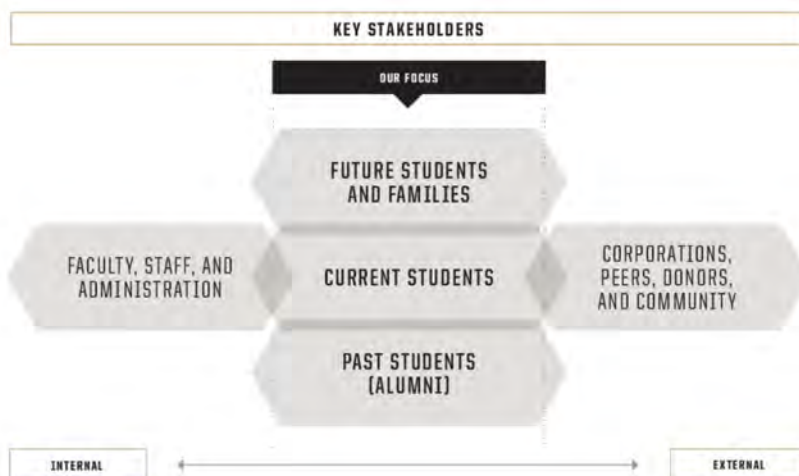 KEY STAKEHOLDERS
OUR FOCUS
FUTURE STUDENTS
AND FAMILIES
FACULTY, STAFF, AND
ADMINISTRATION
CURRENT STUDENTS
CORPORATIONS,
PEERS, DONORS,
AND COMMUNITY
PAST STUDENTS
(ALUMNI)
INTERNAL
EXTERNAL